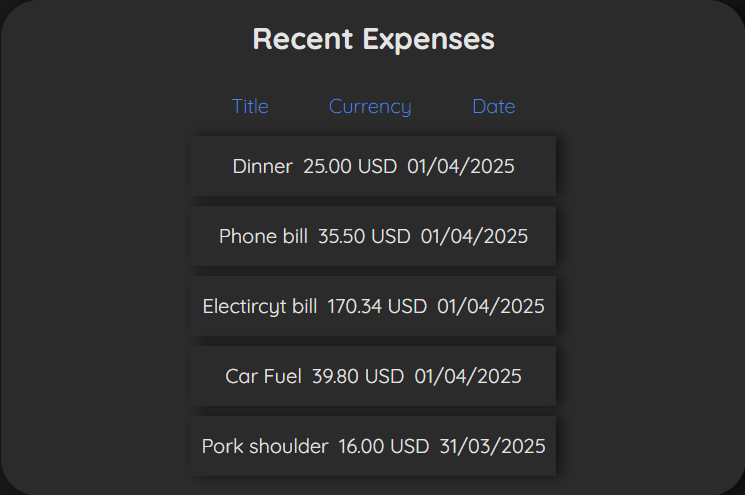 Recent Expenses
Title Currency Date
Dinner 25.00 USD 01/04/2025
Phone bill 35.50 USD 01/04/2025
Electircyt bill 170.34 USD 01/04/2025
Car Fuel 39.80 USD 01/04/2025
Pork shoulder 16.00 USD 31/03/2025